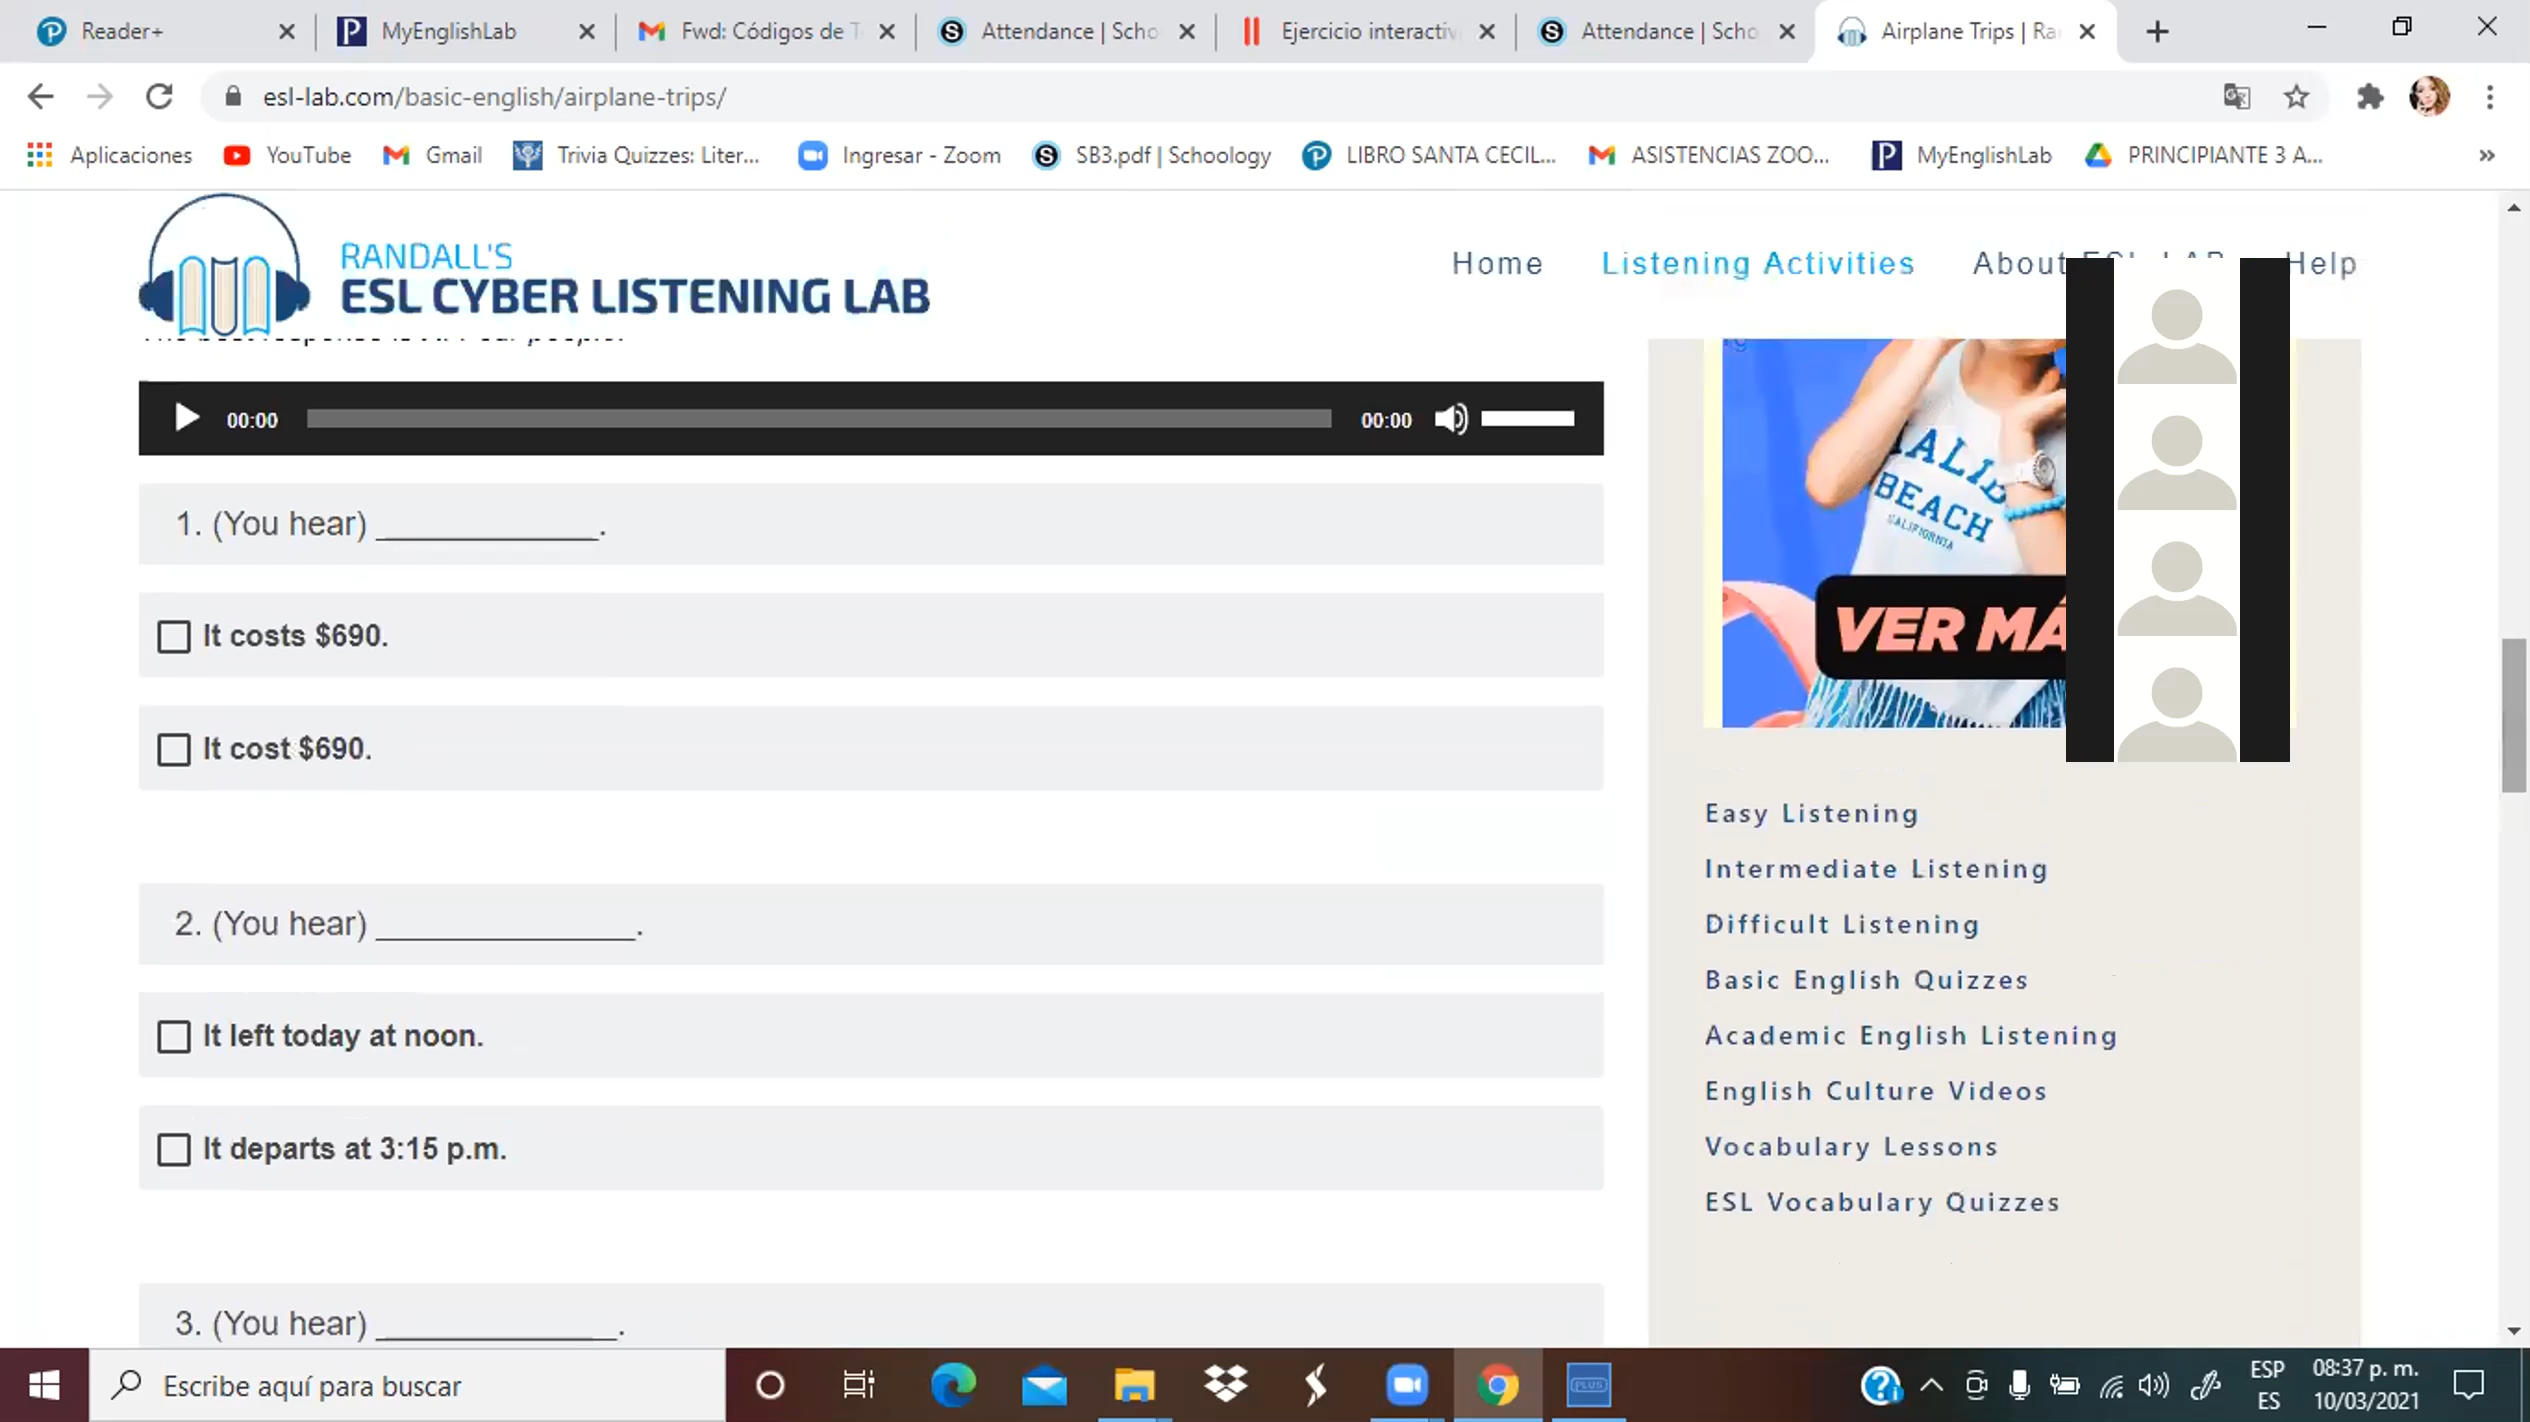 Reader+
MyEnglishLab
Fwd: Códigos de T
Attendance | Scho
Ejercicio interactiv
Attendance | Scho
Airplane Trips | Ra
esl-lab.com/basic-english/airplane-trips/
Aplicaciones
YouTube
Gmail
Trivia Quizzes: Liter...
Ingresar - Zoom
SB3.pdf | Schoology
LIBRO SANTA CECIL...
ASISTENCIAS ZOO...
MyEnglishLab
PRINCIPIANTE 3 A...
RANDALL'S
ESL CYBER LISTENING LAB
Home
Listening Activities
About ESL-LAB
Help
00:00
00:00
1. (You hear) ____________.
It costs $690.
It cost $690.
2. (You hear) ______________.
It left today at noon.
It departs at 3:15 p.m.
3. (You hear) _____________.
BEACH
CALIFORNIA
VER MÁ
Easy Listening
Intermediate Listening
Difficult Listening
Basic English Quizzes
Academic English Listening
English Culture Videos
Vocabulary Lessons
ESL Vocabulary Quizzes
Escribe aquí para buscar
PLUS
ESP
ES
08:37 p. m.
10/03/2021